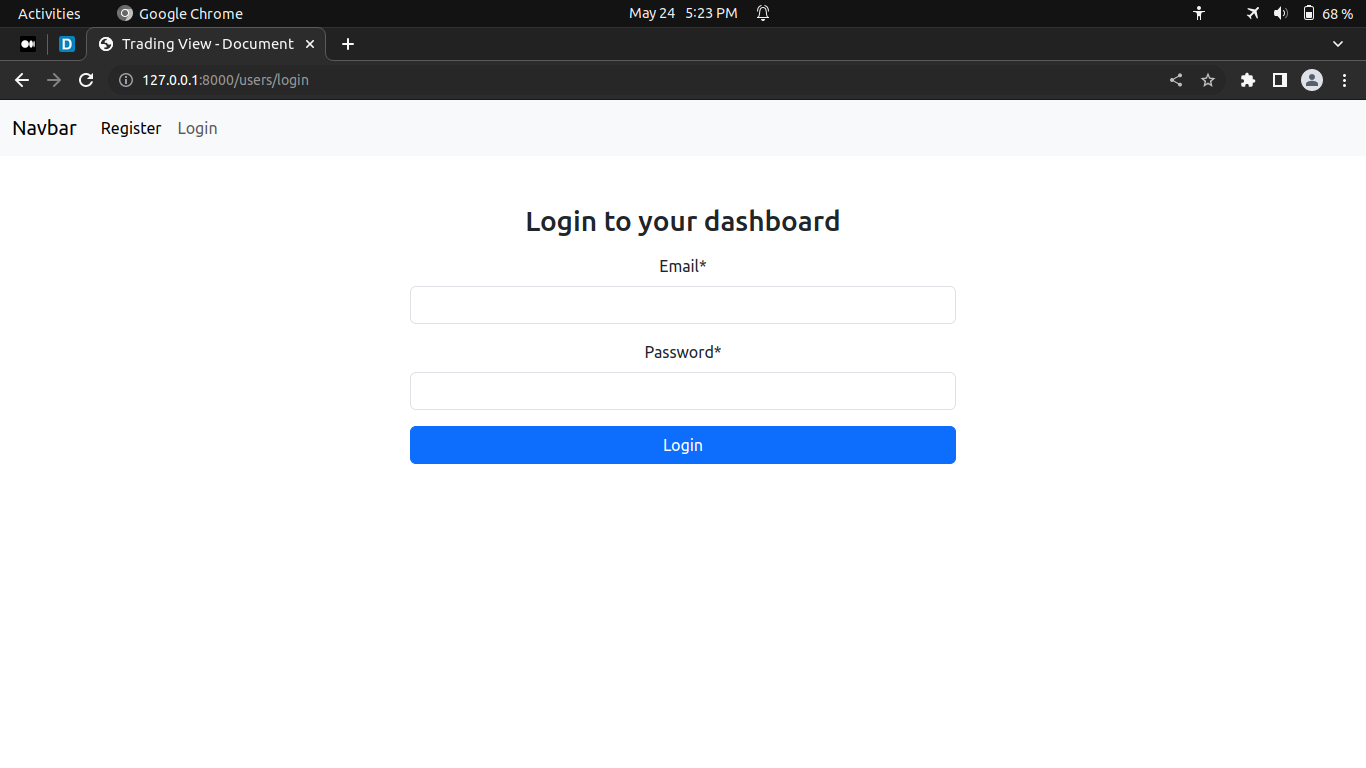 Activities Google Chrome May 24 5:23 PM 68 %
D Trading View - Document
127.0.0.1:8000/users/login
Navbar Register Login
Login to your dashboard
Email*
Password*
Login